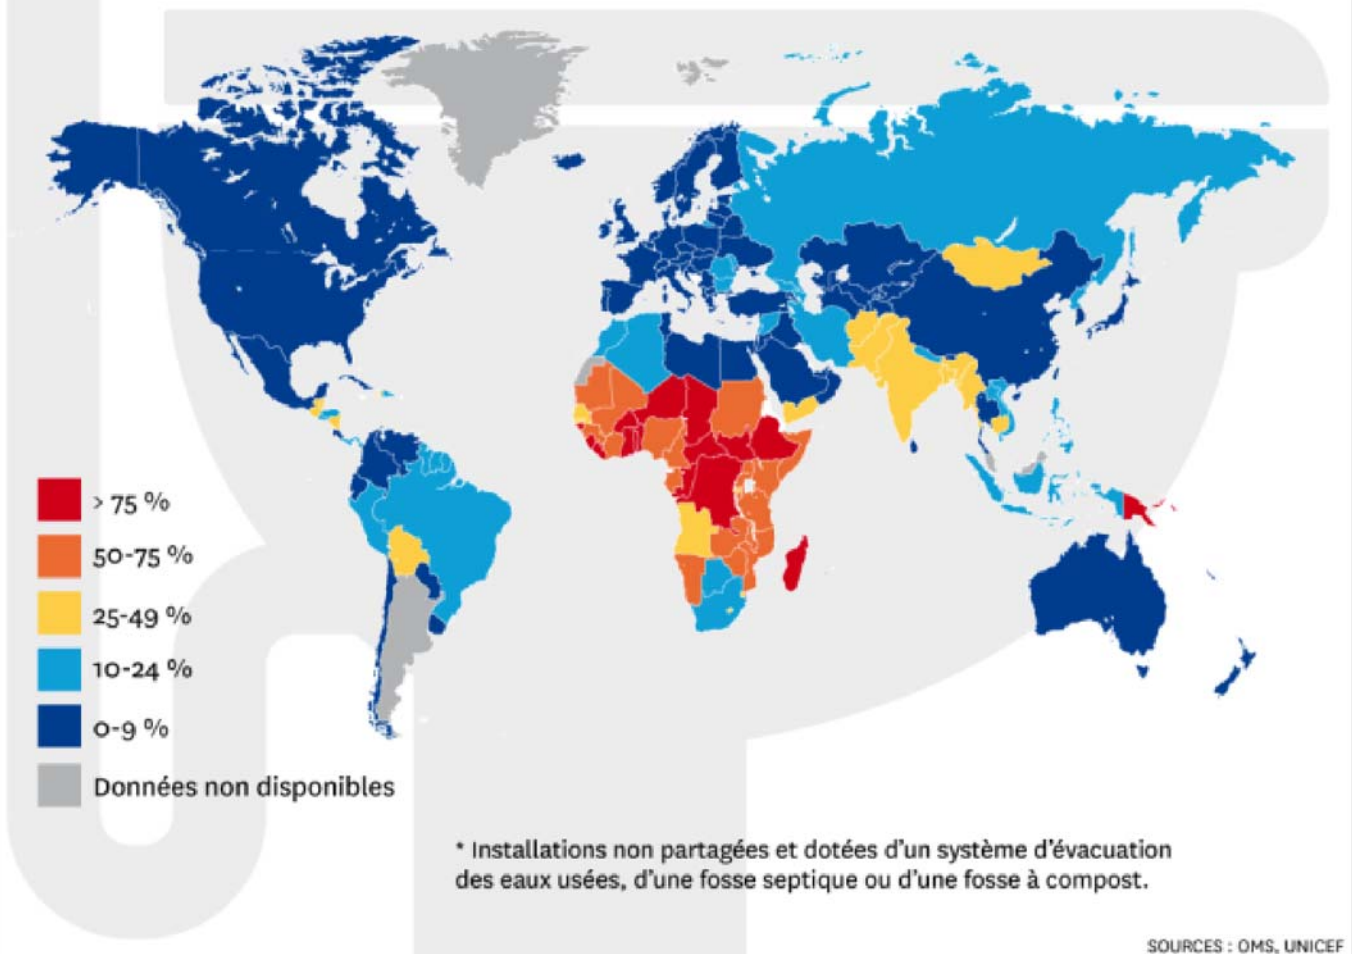 > 75 %
50-75 %
25-49 %
10-24 %
0-9 %
Données non disponibles
* Installations non partagées et dotées d'un système d'évacuation
des eaux usées, d'une fosse septique ou d'une fosse à compost.
SOURCES : OMS, UNICEF